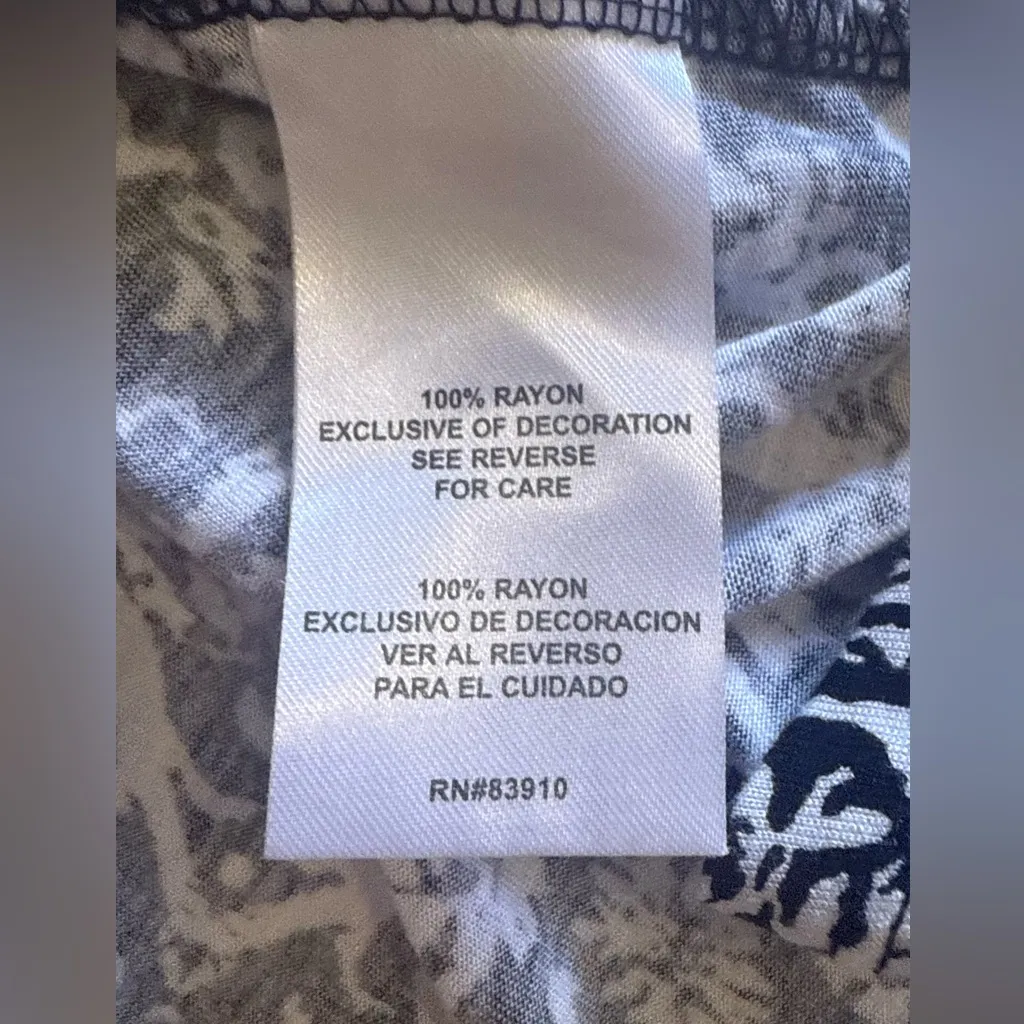 100% RAYON
EXCLUSIVE OF DECORATION
SEE REVERSE
FOR CARE
100% RAYON
EXCLUSIVO DE DECORACION
VER AL REVERSO
PARA EL CUIDADO
RN#83910